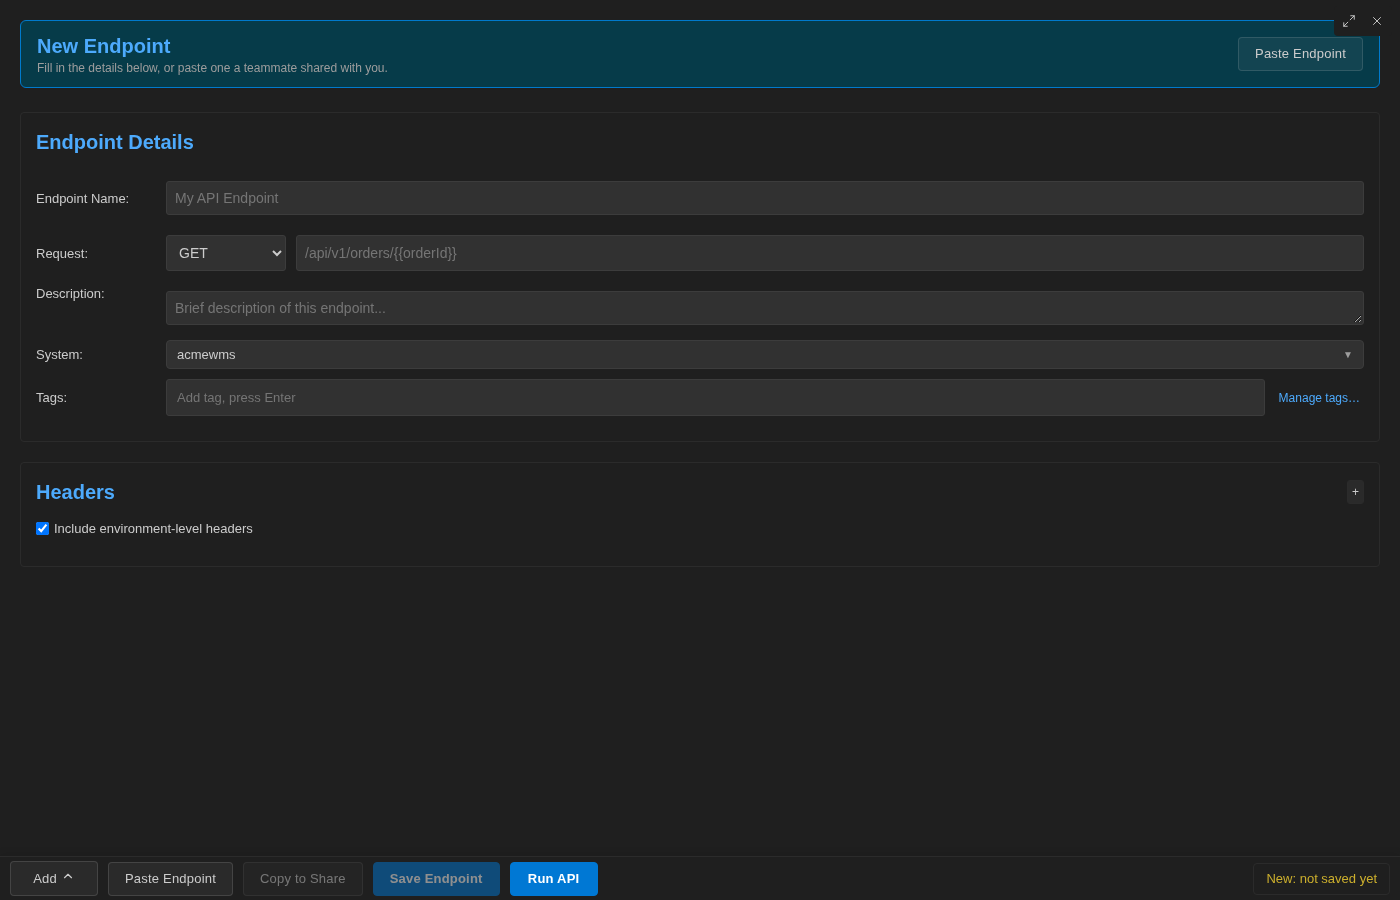 New Endpoint
Fill in the details below, or paste one a teammate shared with you.
Paste Endpoint
Endpoint Details
Endpoint Name:
My API Endpoint
Request:
GET
/api/v1/orders/{{orderId}}
Description:
Brief description of this endpoint...
System:
acmewms
Tags:
Add tag, press Enter
Manage tags…
Headers
+
Include environment-level headers
Add
Paste Endpoint
Copy to Share
Save Endpoint
Run API
New: not saved yet